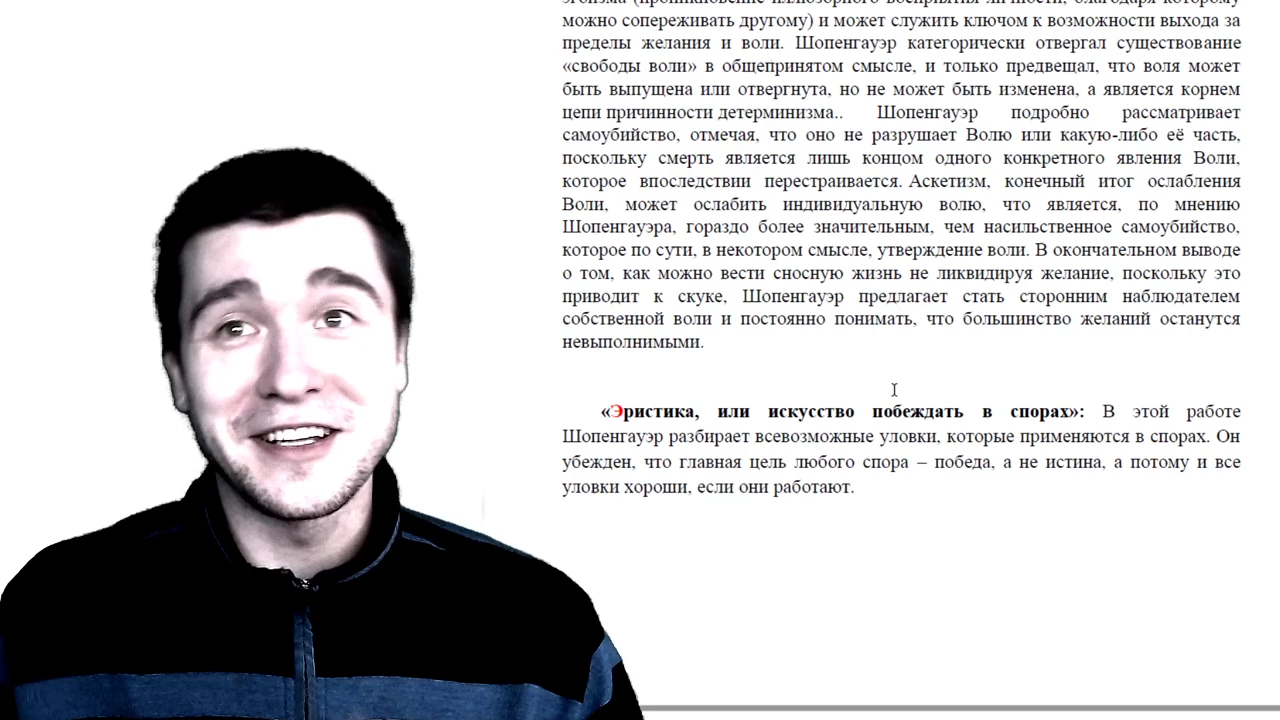 эгоизма (проникновение иллюзорного восприятия личности, благодаря которому
можно сопереживать другому) и может служить ключом к возможности выхода за
пределы желания и воли. Шопенгауэр категорически отвергал существование
«свободы воли» в общепринятом смысле, и только предвещал, что воля может
быть выпущена или отвергнута, но не может быть изменена, а является корнем
цепи причинности детерминизма.. Шопенгауэр подробно рассматривает
самоубийство, отмечая, что оно не разрушает Волю или какую-либо её часть,
поскольку смерть является лишь концом одного конкретного явления Воли,
которое впоследствии перестраивается. Аскетизм, конечный итог ослабления
Воли, может ослабить индивидуальную волю, что является, по мнению
Шопенгауэра, гораздо более значительным, чем насильственное самоубийство,
которое по сути, в некотором смысле, утверждение воли. В окончательном выводе
о том, как можно вести сносную жизнь не ликвидируя желание, поскольку это
приводит к скуке, Шопенгауэр предлагает стать сторонним наблюдателем
собственной воли и постоянно понимать, что большинство желаний останутся
невыполнимыми.
«Эристика, или искусство побеждать в спорах»: В этой работе
Шопенгауэр разбирает всевозможные уловки, которые применяются в спорах. Он
убежден, что главная цель любого спора – победа, а не истина, а потому и все
уловки хороши, если они работают.